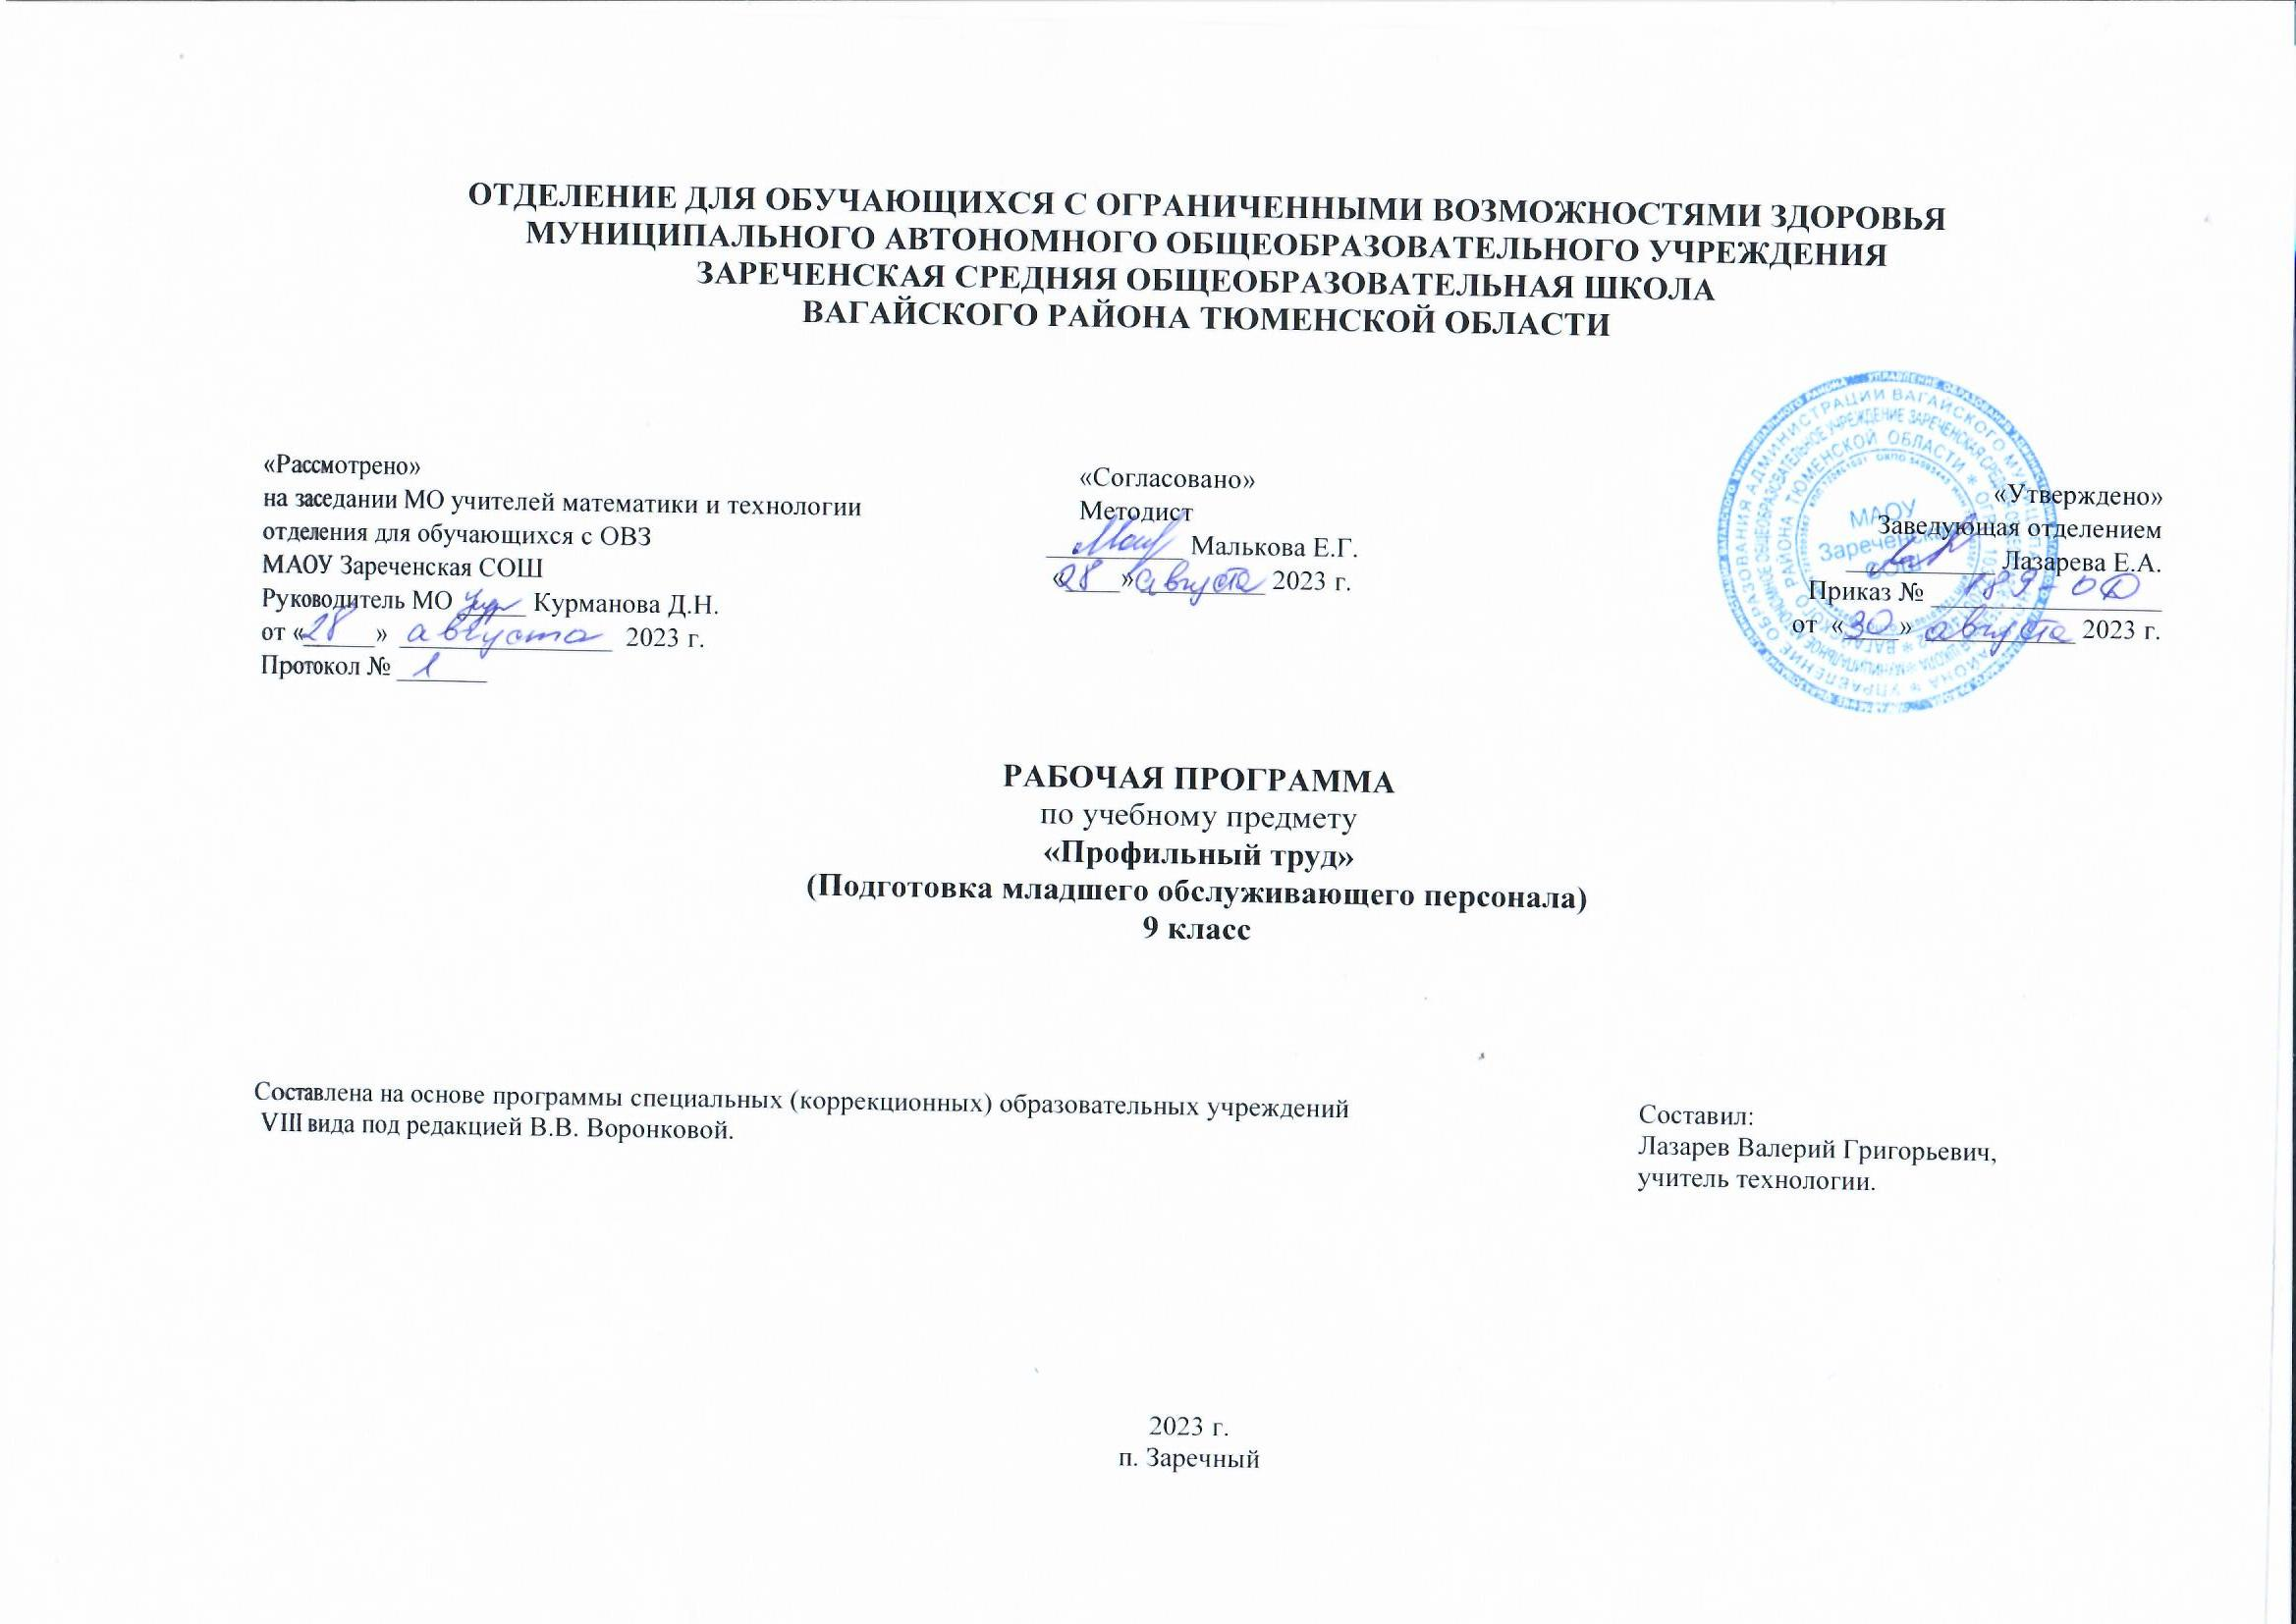 ОТДЕЛЕНИЕ ДЛЯ ОБУЧАЮЩИХСЯ С ОГРАНИЧЕННЫМИ ВОЗМОЖНОСТЯМИ ЗДОРОВЬЯ
МУНИЦИПАЛЬНОГО АВТОНОМНОГО ОБЩЕОБРАЗОВАТЕЛЬНОГО УЧРЕЖДЕНИЯ
ЗАРЕЧЕНСКАЯ СРЕДНЯЯ ОБЩЕОБРАЗОВАТЕЛЬНАЯ ШКОЛА
ВАГАЙСКОГО РАЙОНА ТЮМЕНСКОЙ ОБЛАСТИ
«Рассмотрено»
на заседании МО учителей математики и технологии
отделения для обучающихся с ОВЗ
МАОУ Зареченская СОШ
Руководитель МО Курманова Д.Н.
от «28» августа 2023 г.
Протокол № 1
«Согласовано»
Методист
Малькова Е.Г.
«28» августа 2023 г.
«Утверждено»
Заведующая отделением
Лазарева Е.А.
Приказ № 189-ОД
от «30» августа 2023 г.
МАОУ
Зареченская
СОШ
РАБОЧАЯ ПРОГРАММА
по учебному предмету
«Профильный труд»
(Подготовка младшего обслуживающего персонала)
9 класс
Составлена на основе программы специальных (коррекционных) образовательных учреждений
VIII вида под редакцией В.В. Воронковой.
Составил:
Лазарев Валерий Григорьевич,
учитель технологии.
2023 г.
п. Заречный